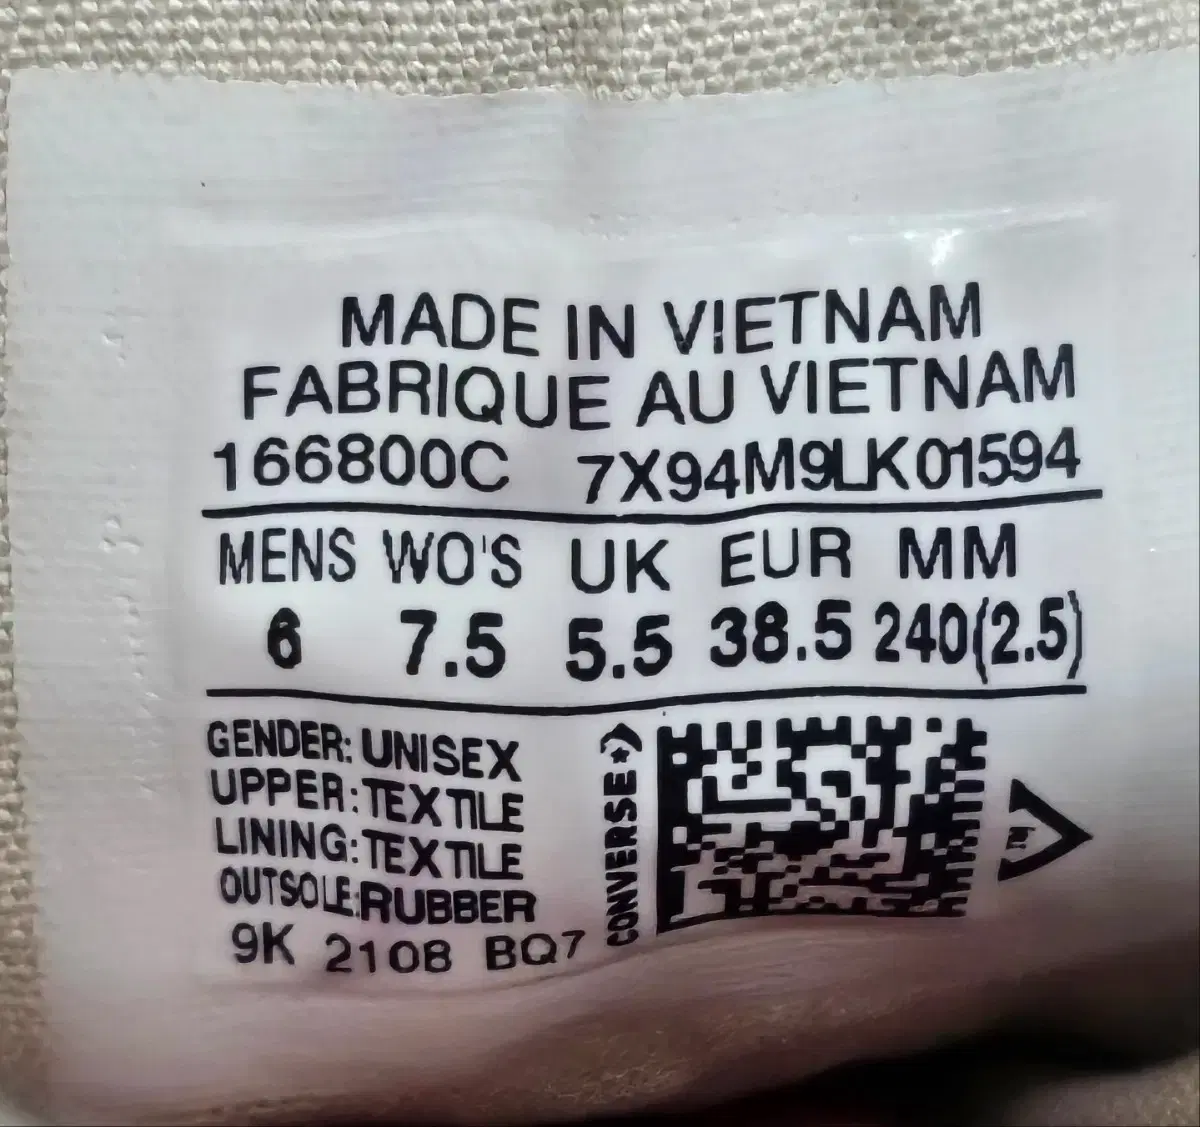 MADE IN VIETNAM
FABRIQUE AU VIETNAM
166800C 7X94M9LK01594
MENS WO'S UK EUR MM
6 7.5 5.5 38.5 240(2.5)
GENDER: UNISEX
UPPER: TEXTILE
LINING: TEXTILE
OUTSOLE: RUBBER
9K 2108 BQ7
CONVERSE